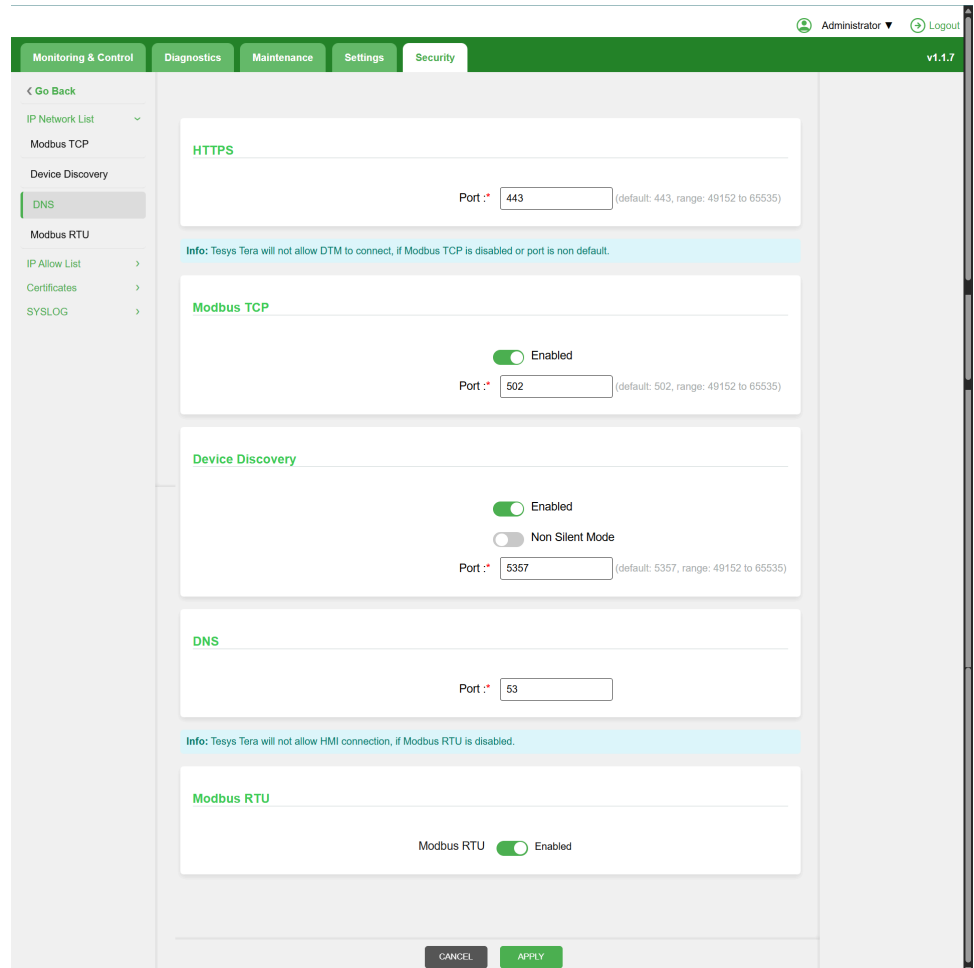 Administrator ▼ Logout
Monitoring & Control Diagnostics Maintenance Settings Security v1.1.7
Go Back
IP Network List
Modbus TCP
Device Discovery
DNS
Modbus RTU
IP Allow List
Certificates
SYSLOG
HTTPS
Port :* 443 (default: 443, range: 49152 to 65535)
Info: Tesys Tera will not allow DTM to connect, if Modbus TCP is disabled or port is non default.
Modbus TCP
Enabled
Port :* 502 (default: 502, range: 49152 to 65535)
Device Discovery
Enabled
Non Silent Mode
Port :* 5357 (default: 5357, range: 49152 to 65535)
DNS
Port :* 53
Info: Tesys Tera will not allow HMI connection, if Modbus RTU is disabled.
Modbus RTU
Modbus RTU Enabled
CANCEL APPLY